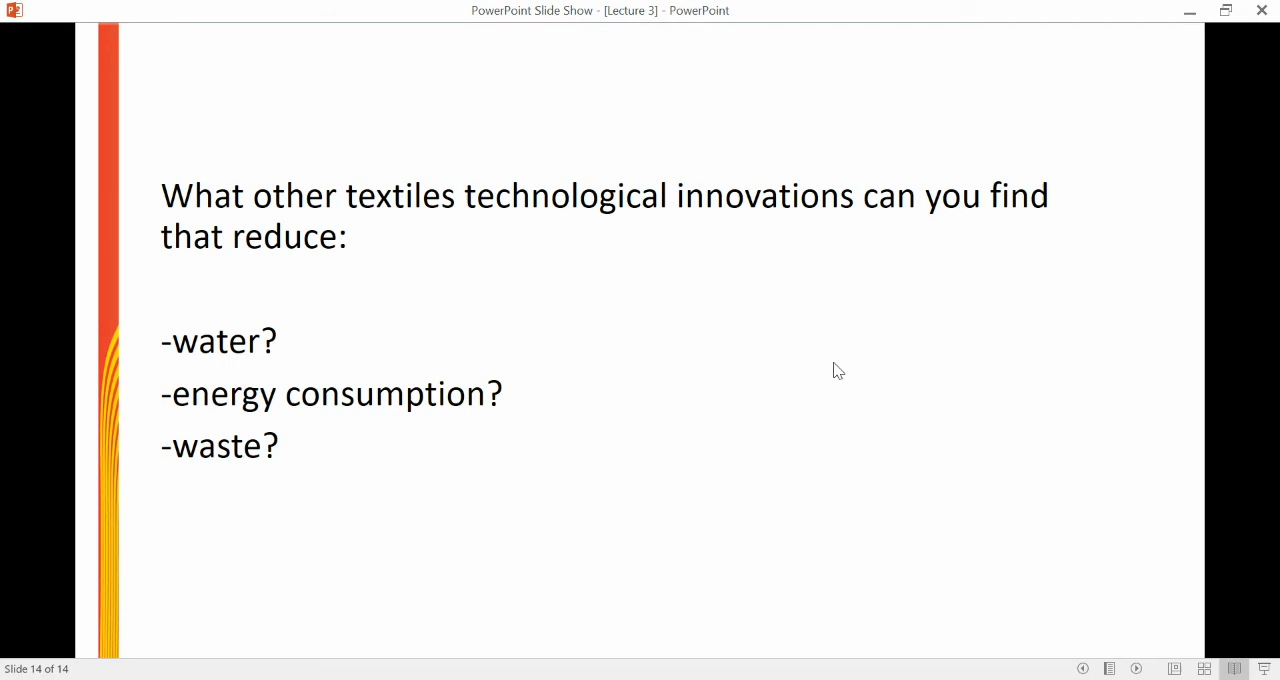 PowerPoint Slide Show - [Lecture 3] - PowerPoint
What other textiles technological innovations can you find
that reduce:
-water?
-energy consumption?
-waste?
Slide 14 of 14